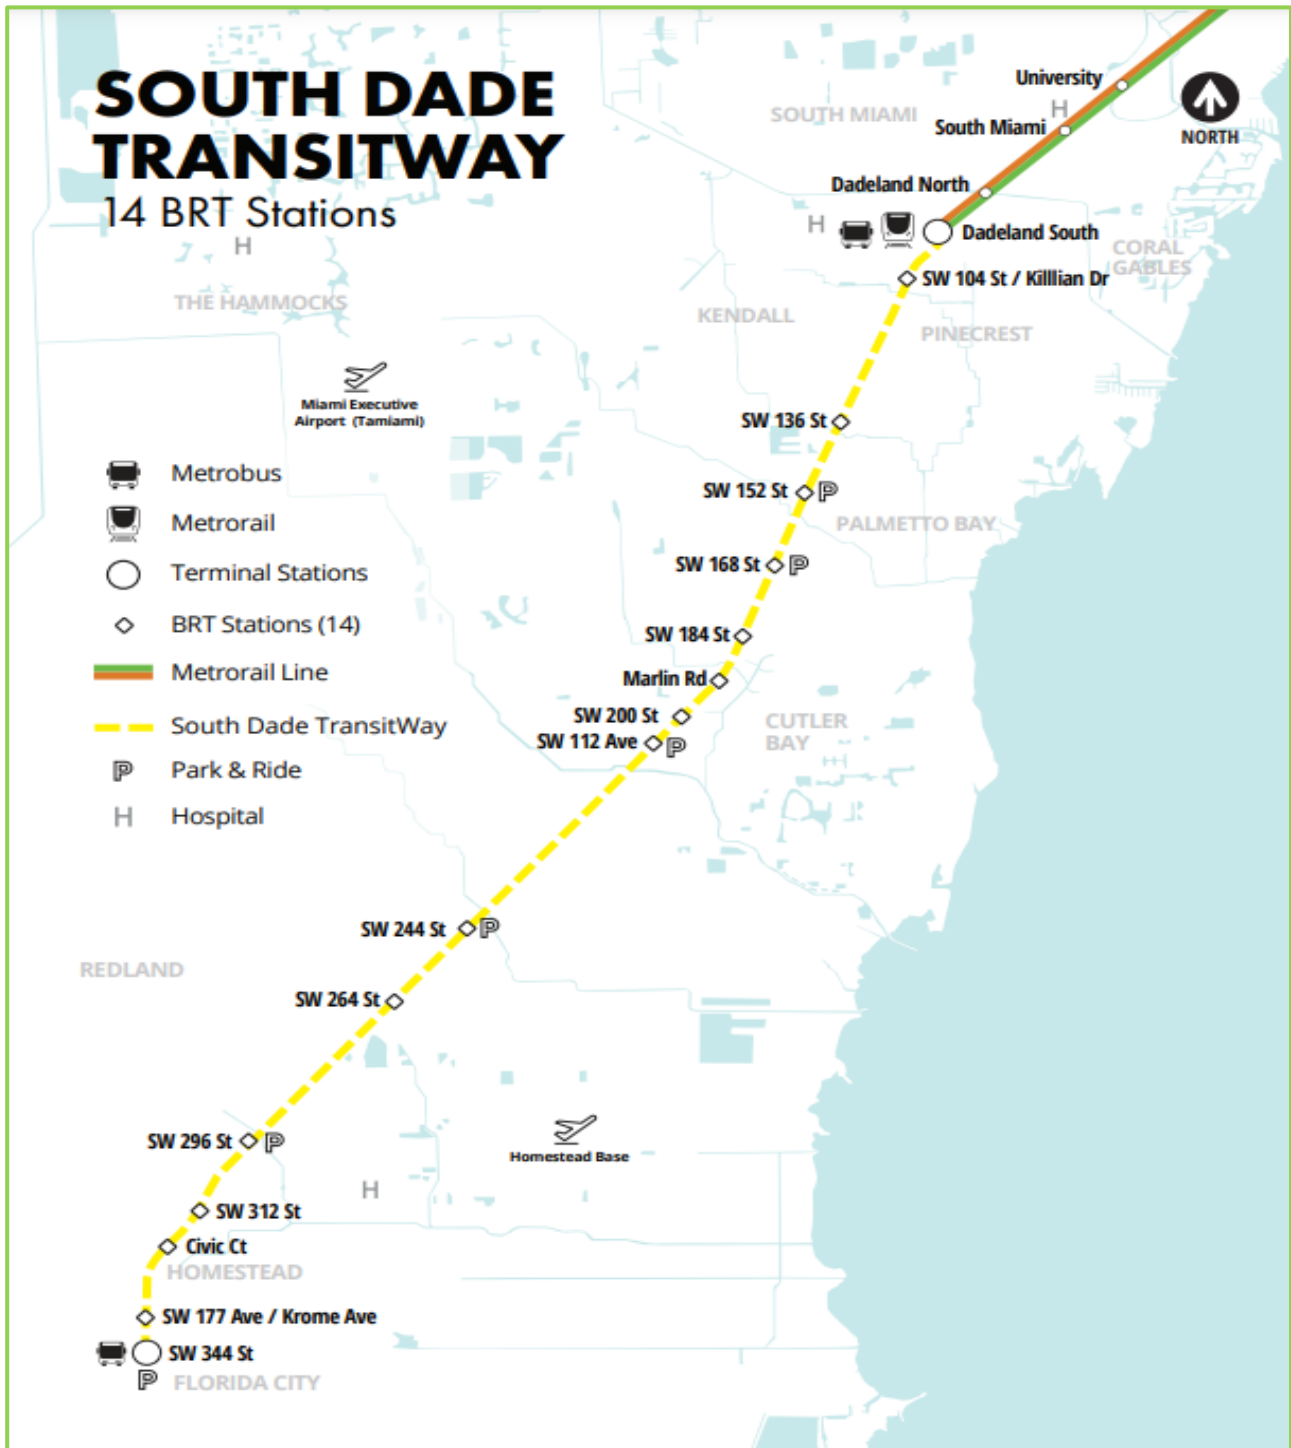 SOUTH DADE
TRANSITWAY
14 BRT Stations
University
H
SOUTH MIAMI
South Miami
NORTH
Dadeland North
H
Dadeland South
CORAL
GABLES
H
SW 104 St / Killlian Dr
THE HAMMOCKS
KENDALL
PINECREST
Miami Executive
Airport (Tamiami)
SW 136 St
Metrobus
SW 152 St
P
Metrorail
PALMETTO BAY
SW 168 St
P
Terminal Stations
BRT Stations (14)
SW 184 St
Metrorail Line
Marlin Rd
South Dade TransitWay
SW 200 St
CUTLER
BAY
SW 112 Ave
P
P Park & Ride
H Hospital
SW 244 St
P
REDLAND
SW 264 St
SW 296 St
P
Homestead Base
H
SW 312 St
Civic Ct
HOMESTEAD
SW 177 Ave / Krome Ave
SW 344 St
P
FLORIDA CITY